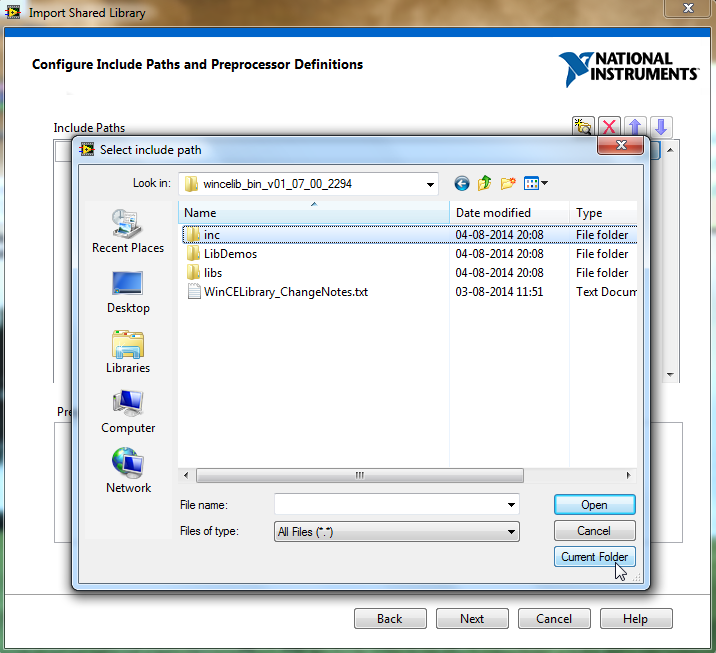 Import Shared Library
Configure Include Paths and Preprocessor Definitions
NATIONAL
INSTRUMENTS™
Include Paths
Select include path
Look in: wincelib_bin_v01_07_00_2294
Name Date modified Type
Recent Places
Desktop
Libraries
Computer
Network
inc 04-08-2014 20:08 File folder
LibDemos 04-08-2014 20:08 File folder
libs 04-08-2014 20:08 File folder
WinCELibrary_ChangeNotes.txt 03-08-2014 11:51 Text Docum
File name: Open
Files of type: All Files (*.*) Cancel
Current Folder
Pre
Back Next Cancel Help